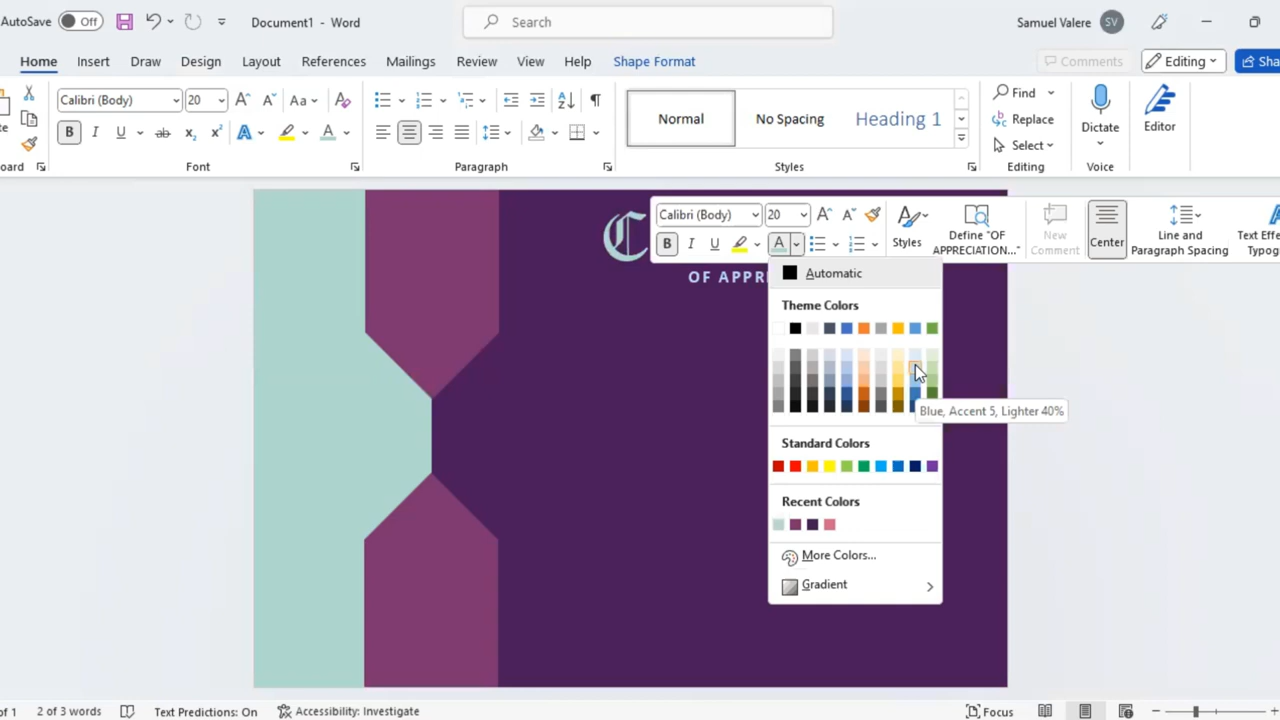 AutoSave Off Document1 - Word Search Samuel Valere SV
Home Insert Draw Design Layout References Mailings Review View Help Shape Format Comments Editing
Calibri (Body) 20 Aa Normal No Spacing Heading 1 Find Replace Select Dictate Editor
Font Paragraph Styles Editing Voice
Calibri (Body) 20 Styles Define "OF APPRECIATION..." New Comment Center Line and Paragraph Spacing
C
OF APPR
Automatic
Theme Colors
Blue, Accent 5, Lighter 40%
Standard Colors
Recent Colors
More Colors...
Gradient
of 1 2 of 3 words Text Predictions: On Accessibility: Investigate Focus